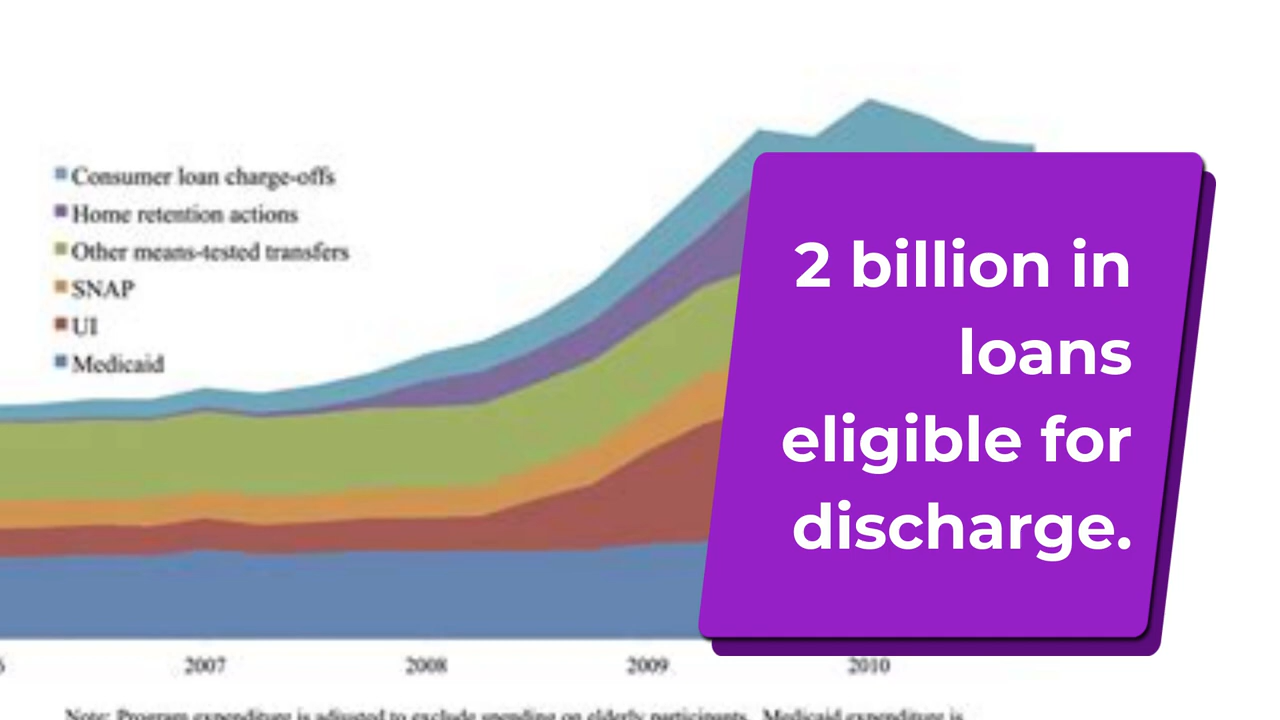 Consumer loan charge-offs
Home retention actions
Other means-tested transfers
SNAP
UI
Medicaid
2 billion in
loans
eligible for
discharge.
2007 2008 2009 2010
Note: Program expenditure is adjusted to exclude spending on elderly participants. Medicaid expenditure is